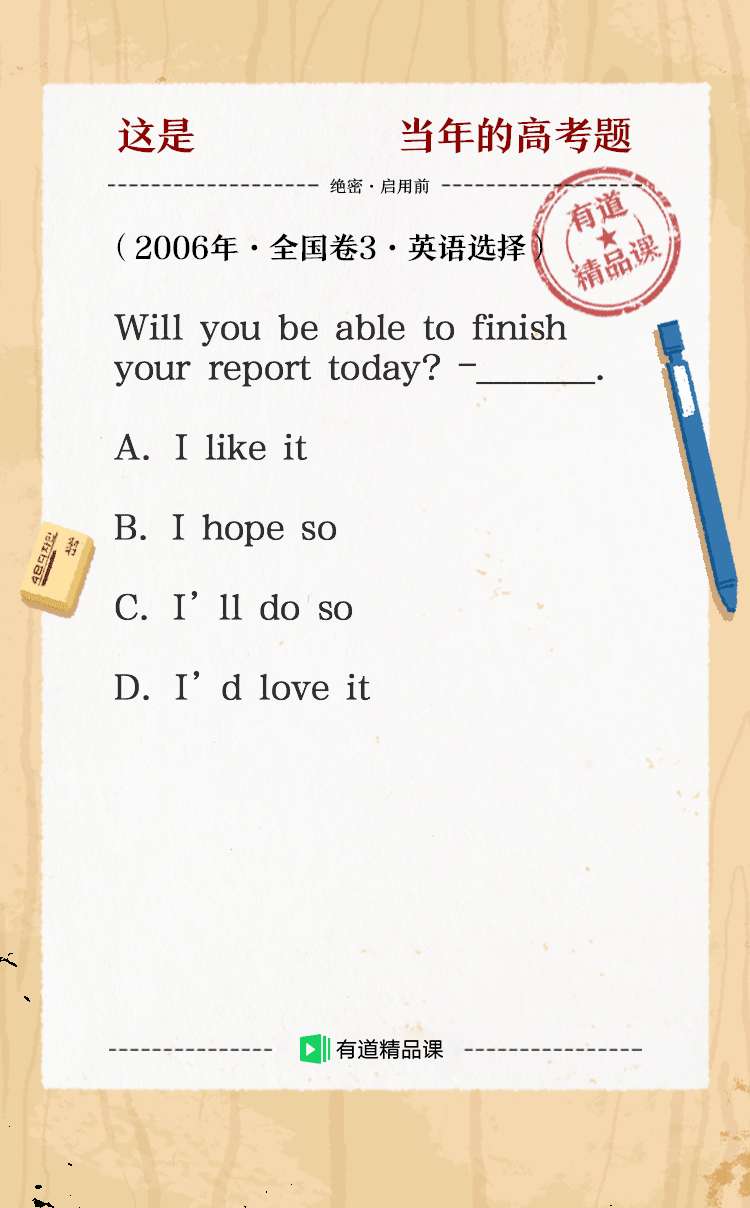 这是 当年的高考题
绝密·启用前
（2006年·全国卷3·英语选择）
有道
精品课
Will you be able to finish
your report today? -_______.
A. I like it
B. I hope so
C. I’ll do so
D. I’d love it
有道精品课